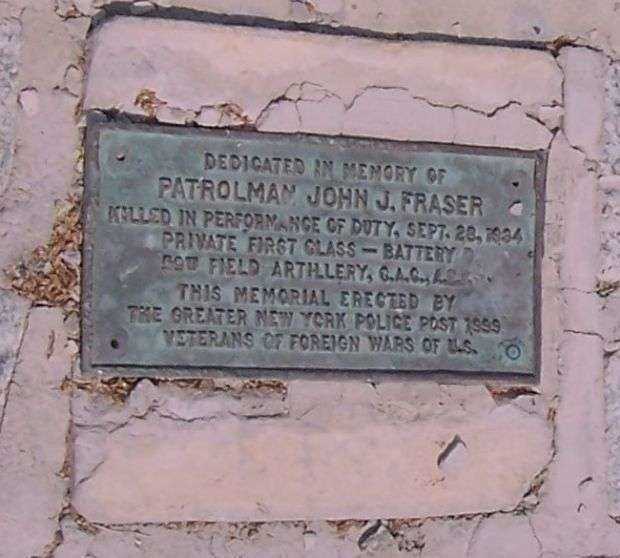 DEDICATED IN MEMORY OF
PATROLMAN JOHN J. FRASER
KILLED IN PERFORMANCE OF DUTY, SEPT. 28, 1934
PRIVATE FIRST CLASS — BATTERY
FIELD ARTILLERY, C.A.C.,
THIS MEMORIAL ERECTED BY
THE GREATER NEW YORK POLICE POST 1999
VETERANS OF FOREIGN WARS OF U.S.